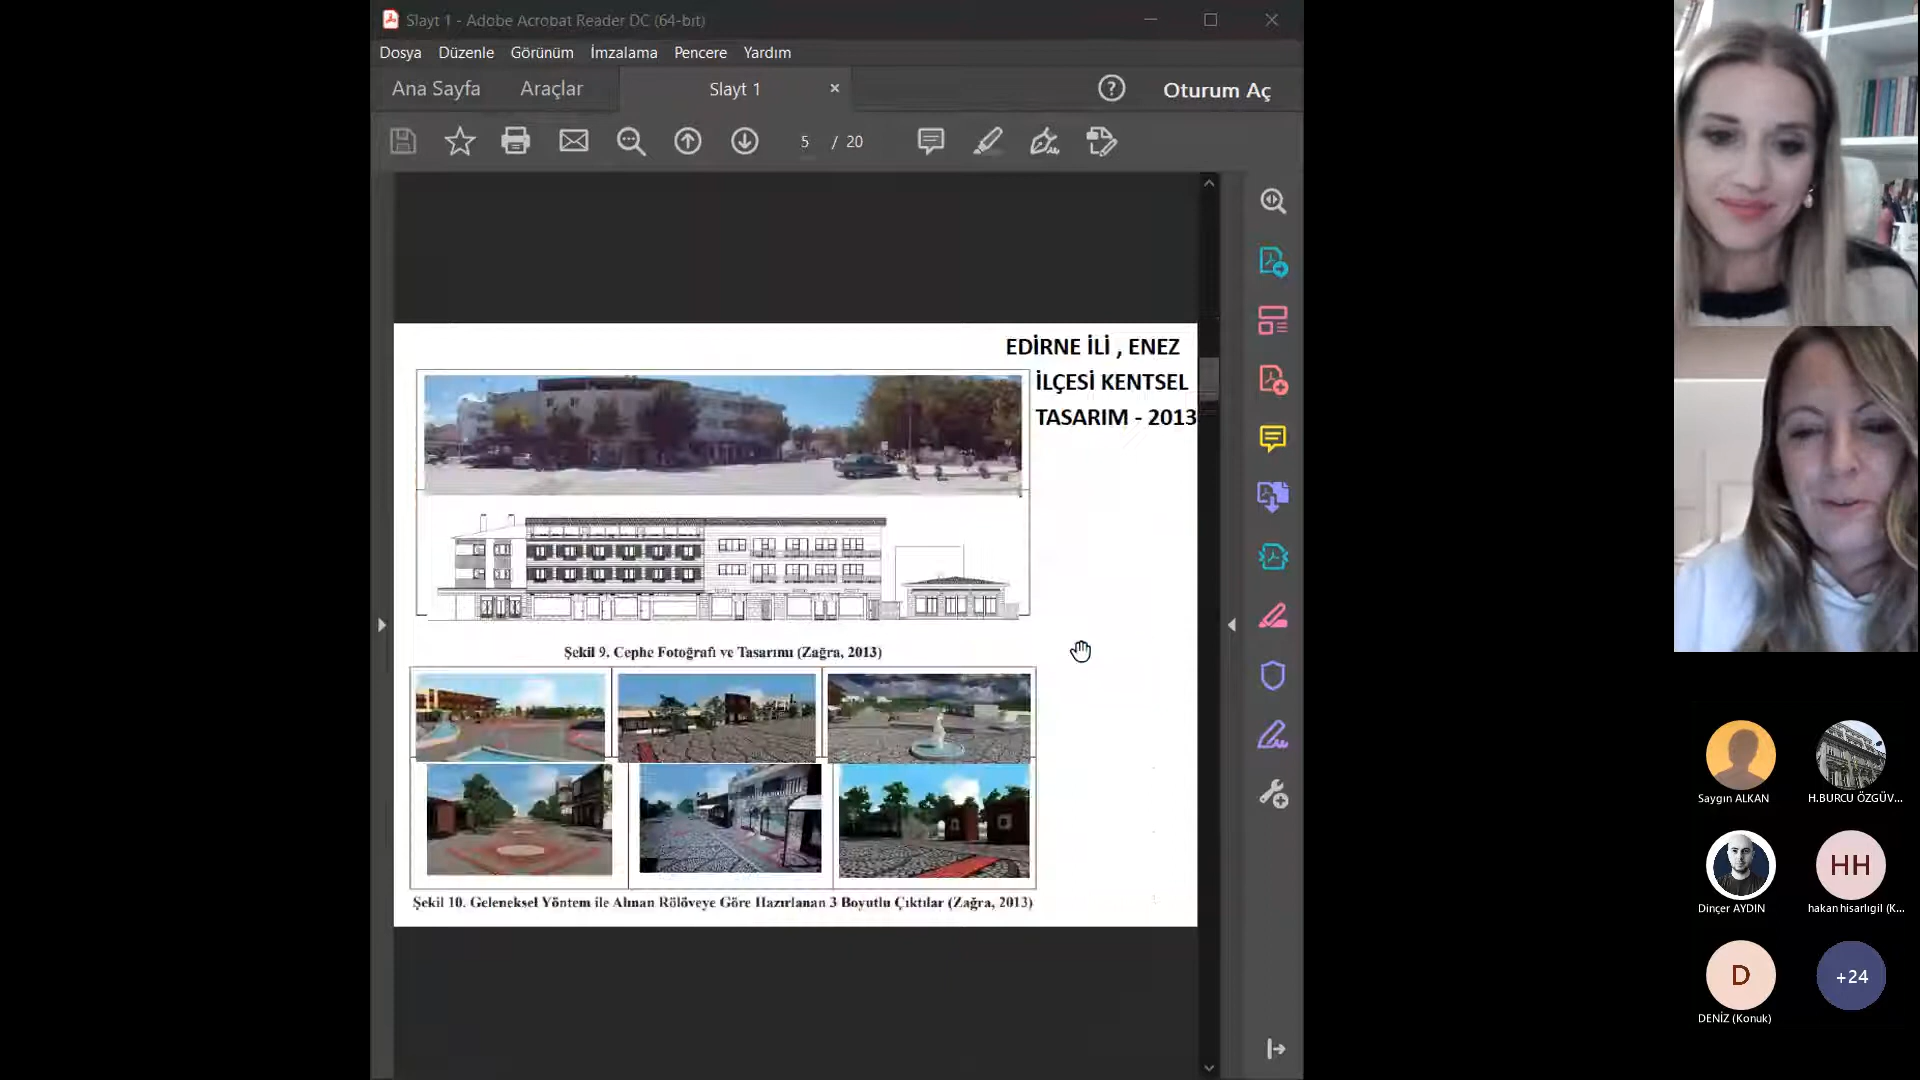 Slayt 1 - Adobe Acrobat Reader DC (64-bit)
Dosya Düzenle Görünüm İmzalama Pencere Yardım
Ana Sayfa Araçlar Slayt 1 × ? Oturum Aç
5 / 20
EDİRNE İLİ , ENEZ
İLÇESİ KENTSEL
TASARIM - 2013
Şekil 9. Cephe Fotoğrafı ve Tasarımı (Zağra, 2013)
Şekil 10. Geleneksel Yöntem ile Alınan Rölöveye Göre Hazırlanan 3 Boyutlu Çıktılar (Zağra, 2013)
Saygın ALKAN
H.BURCU ÖZGÜV...
Dinçer AYDIN
HH
hakan hisarlıgil (K...
D
DENİZ (Konuk)
+24